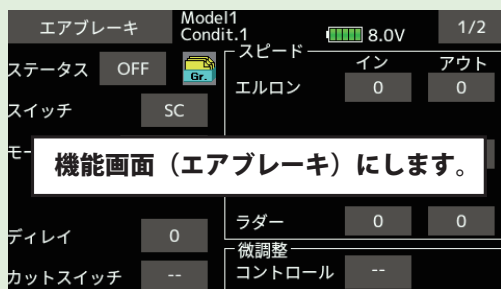 エアブレーキ
Model1
Condit.1
8.0V
1/2
ステータス
OFF
Gr.
スピード
イン
アウト
エルロン
0
0
スイッチ
SC
機能画面（エアブレーキ）にします。
ラダー
0
0
ディレイ
0
微調整
カットスイッチ
--
コントロール
--